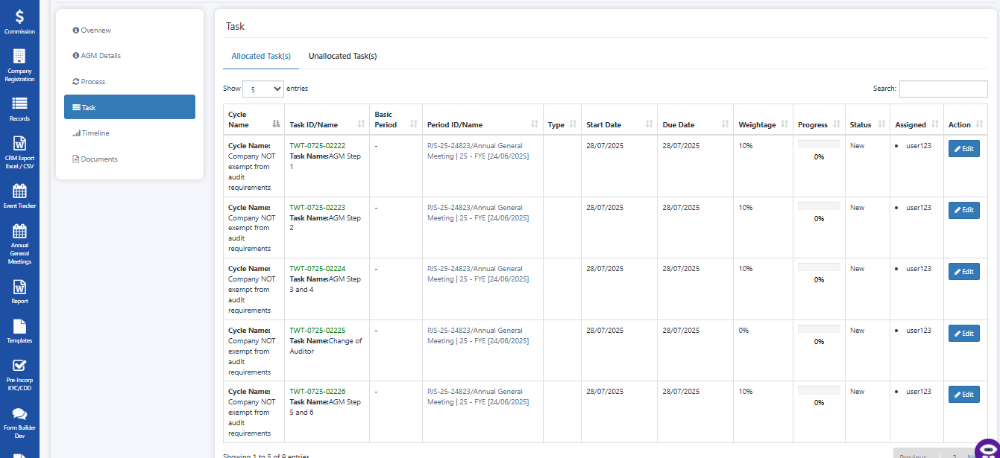 Commission
Company
Registration
Records
CRM Export
Excel / CSV
Event Tracker
Annual
General
Meetings
Report
Templates
Pre-Incorp
KYC/CDD
Form Builder
Dev
Overview
AGM Details
Process
Task
Timeline
Documents
Task
Allocated Task(s) Unallocated Task(s)
Show 5 entries Search:
Cycle Name Task ID/Name Basic Period Period ID/Name Type Start Date Due Date Weightage Progress Status Assigned Action
Cycle Name: TWT-0725-02222 - PJS-25-24823/Annual General 28/07/2025 28/07/2025 10% New • user123 Edit
Company NOT Task Name:AGM Step Meeting | 25 - FYE [24/06/2025] 0%
exempt from 1
audit
requirements
Cycle Name: TWT-0725-02223 - PJS-25-24823/Annual General 28/07/2025 28/07/2025 10% New • user123 Edit
Company NOT Task Name:AGM Step Meeting | 25 - FYE [24/06/2025] 0%
exempt from 2
audit
requirements
Cycle Name: TWT-0725-02224 - PJS-25-24823/Annual General 28/07/2025 28/07/2025 10% New • user123 Edit
Company NOT Task Name:AGM Step Meeting | 25 - FYE [24/06/2025] 0%
exempt from 3 and 4
audit
requirements
Cycle Name: TWT-0725-02225 - PJS-25-24823/Annual General 28/07/2025 28/07/2025 0% New • user123 Edit
Company NOT Task Name:Change of Meeting | 25 - FYE [24/06/2025] 0%
exempt from Auditor
audit
requirements
Cycle Name: TWT-0725-02226 - PJS-25-24823/Annual General 28/07/2025 28/07/2025 10% New • user123 Edit
Company NOT Task Name:AGM Step Meeting | 25 - FYE [24/06/2025] 0%
exempt from 5 and 6
audit
requirements
Showing 1 to 5 of 9 entries Previous 1 2